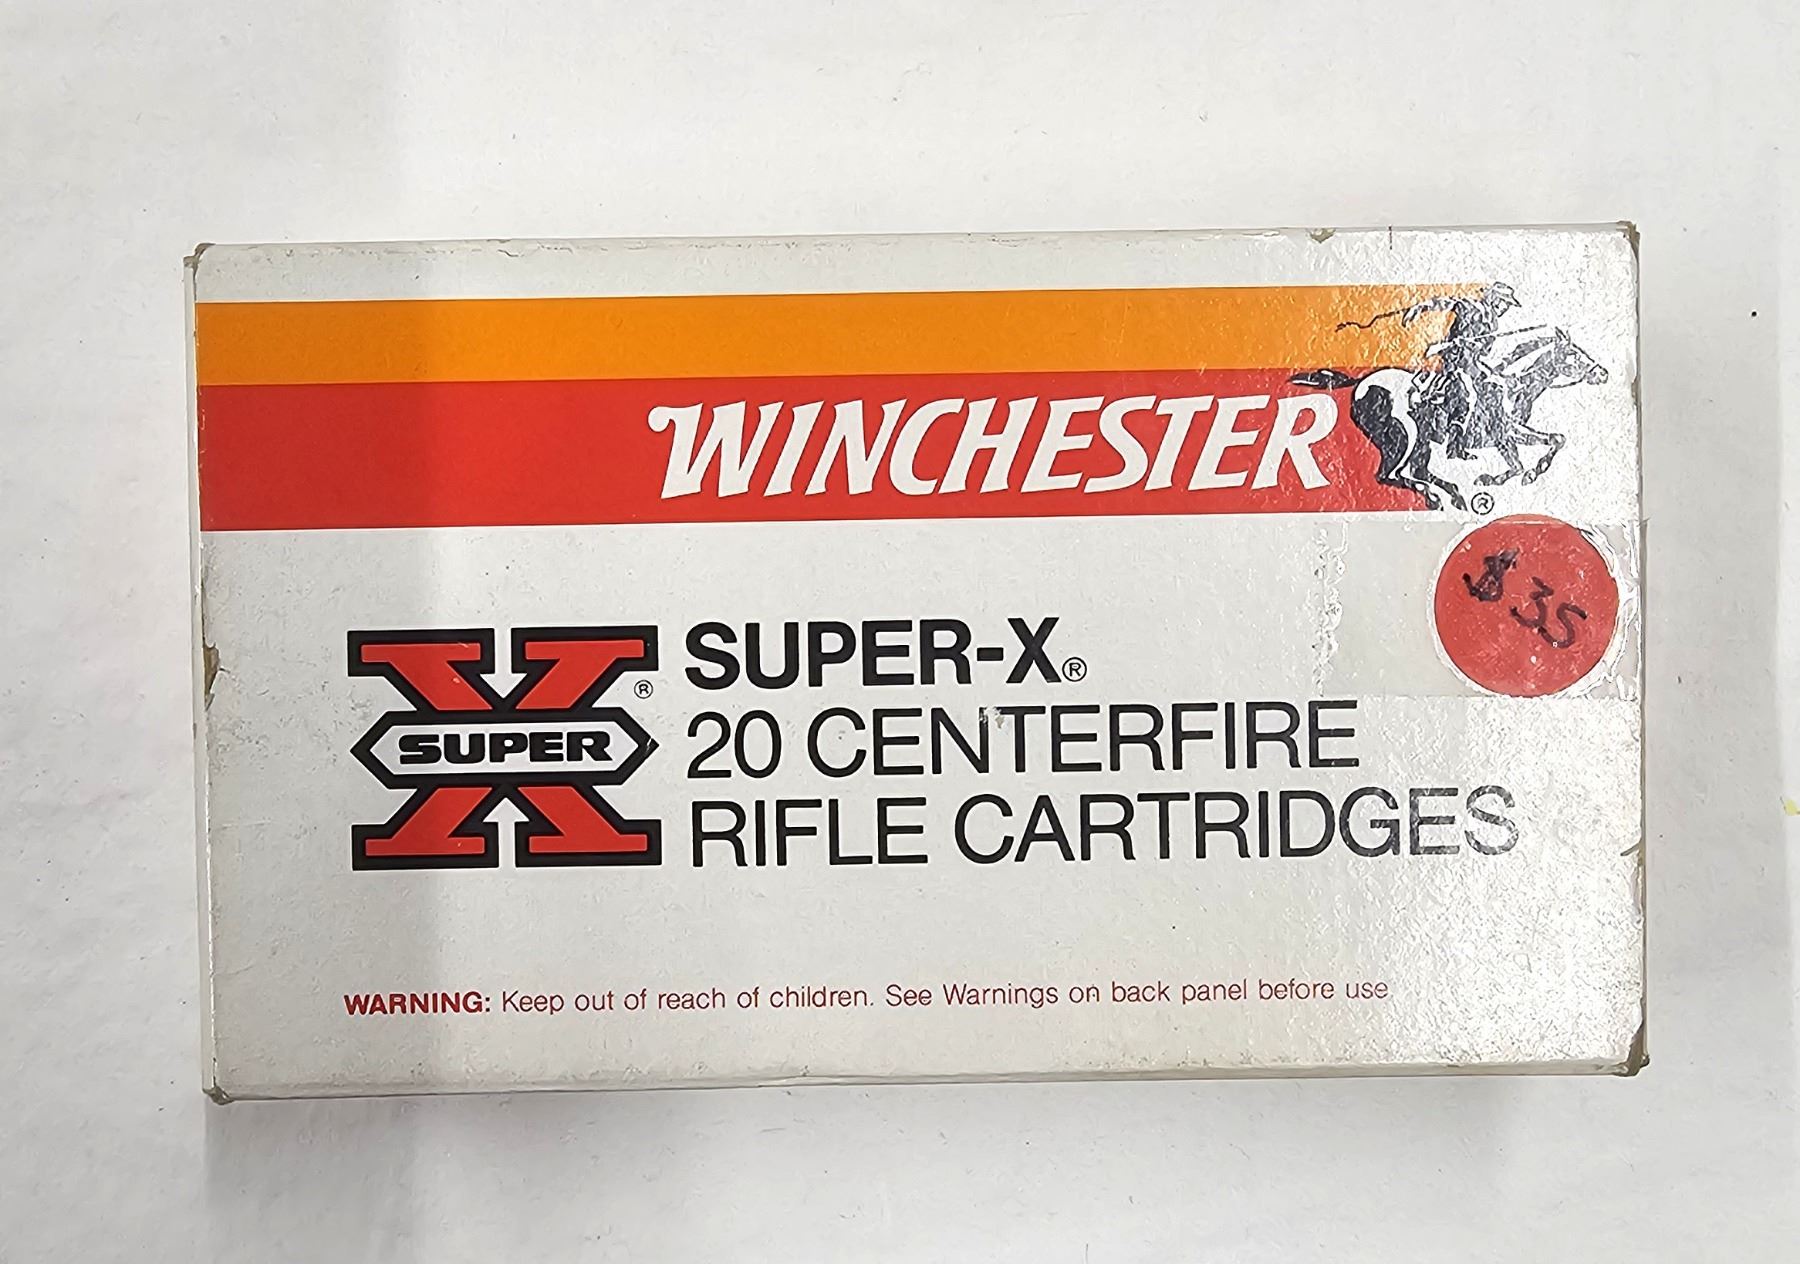 WINCHESTER
®
$35
SUPER
®
SUPER-X®
20 CENTERFIRE
RIFLE CARTRIDGES
WARNING: Keep out of reach of children. See Warnings on back panel before use